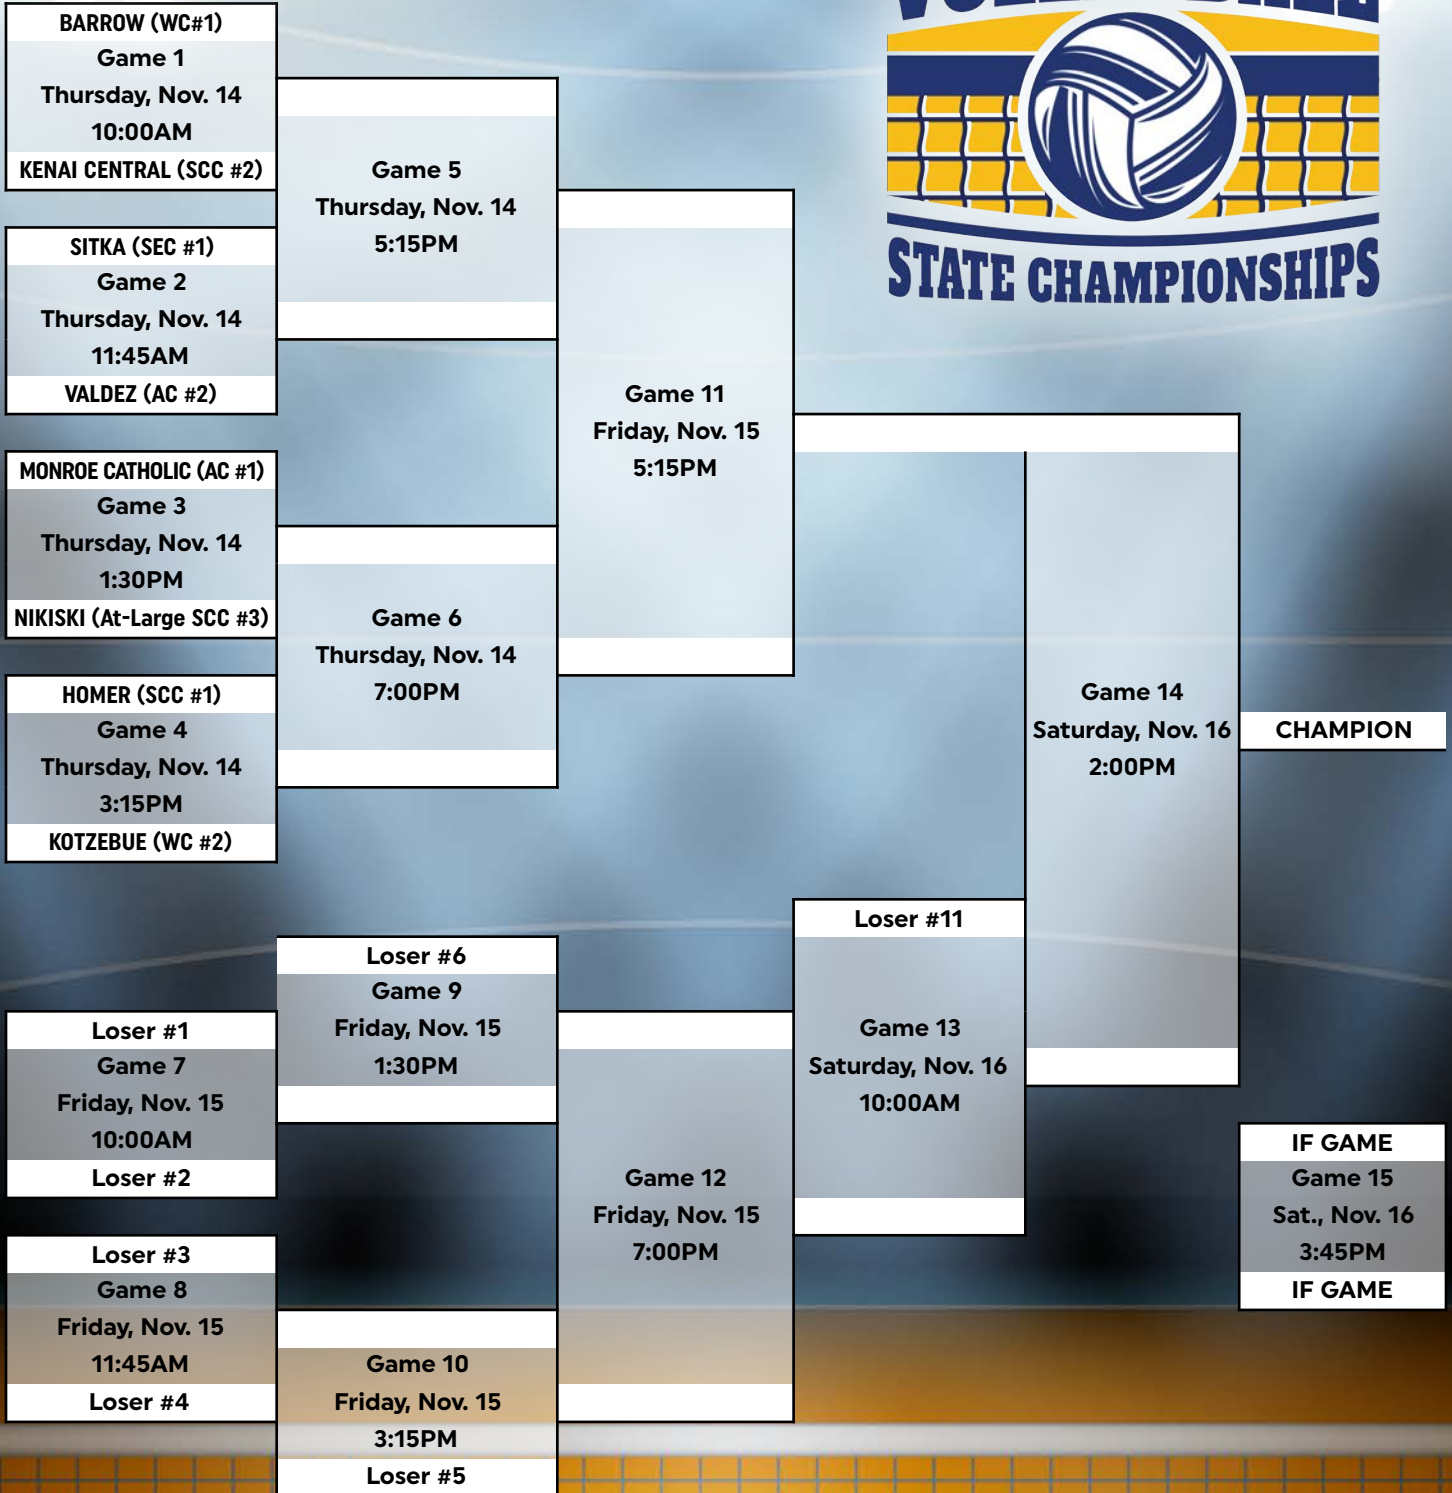 BARROW (WC#1)
Game 1
Thursday, Nov. 14
10:00AM
KENAI CENTRAL (SCC #2)
SITKA (SEC #1)
Game 2
Thursday, Nov. 14
11:45AM
VALDEZ (AC #2)
MONROE CATHOLIC (AC #1)
Game 3
Thursday, Nov. 14
1:30PM
NIKISKI (At-Large SCC #3)
HOMER (SCC #1)
Game 4
Thursday, Nov. 14
3:15PM
KOTZEBUE (WC #2)
Game 5
Thursday, Nov. 14
5:15PM
Game 6
Thursday, Nov. 14
7:00PM
Game 11
Friday, Nov. 15
5:15PM
STATE CHAMPIONSHIPS
Game 14
Saturday, Nov. 16
2:00PM
CHAMPION
Loser #1
Game 7
Friday, Nov. 15
10:00AM
Loser #2
Loser #3
Game 8
Friday, Nov. 15
11:45AM
Loser #4
Loser #6
Game 9
Friday, Nov. 15
1:30PM
Game 10
Friday, Nov. 15
3:15PM
Loser #5
Game 12
Friday, Nov. 15
7:00PM
Loser #11
Game 13
Saturday, Nov. 16
10:00AM
IF GAME
Game 15
Sat., Nov. 16
3:45PM
IF GAME